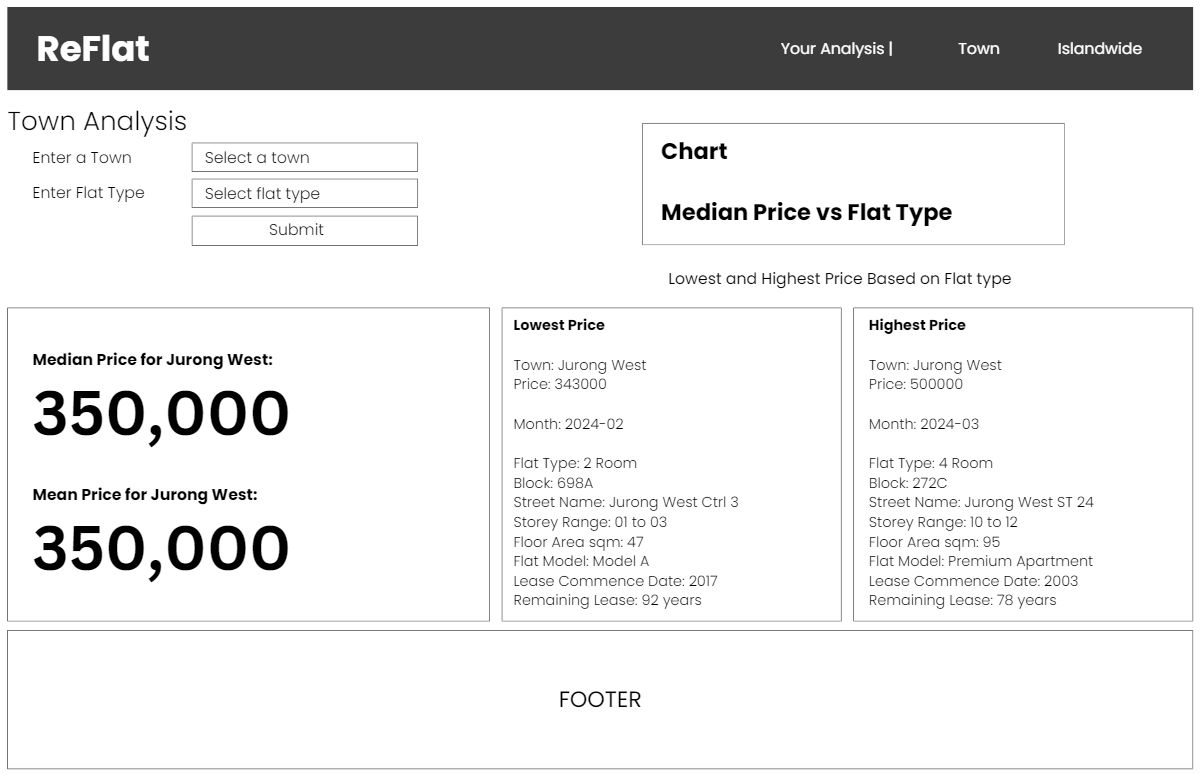 ReFlat
Your Analysis |
Town
Islandwide
Town Analysis
Enter a Town
Select a town
Enter Flat Type
Select flat type
Submit
Chart
Median Price vs Flat Type
Lowest and Highest Price Based on Flat type
Median Price for Jurong West:
350,000
Mean Price for Jurong West:
350,000
Lowest Price
Town: Jurong West
Price: 343000
Month: 2024-02
Flat Type: 2 Room
Block: 698A
Street Name: Jurong West Ctrl 3
Storey Range: 01 to 03
Floor Area sqm: 47
Flat Model: Model A
Lease Commence Date: 2017
Remaining Lease: 92 years
Highest Price
Town: Jurong West
Price: 500000
Month: 2024-03
Flat Type: 4 Room
Block: 272C
Street Name: Jurong West ST 24
Storey Range: 10 to 12
Floor Area sqm: 95
Flat Model: Premium Apartment
Lease Commence Date: 2003
Remaining Lease: 78 years
FOOTER